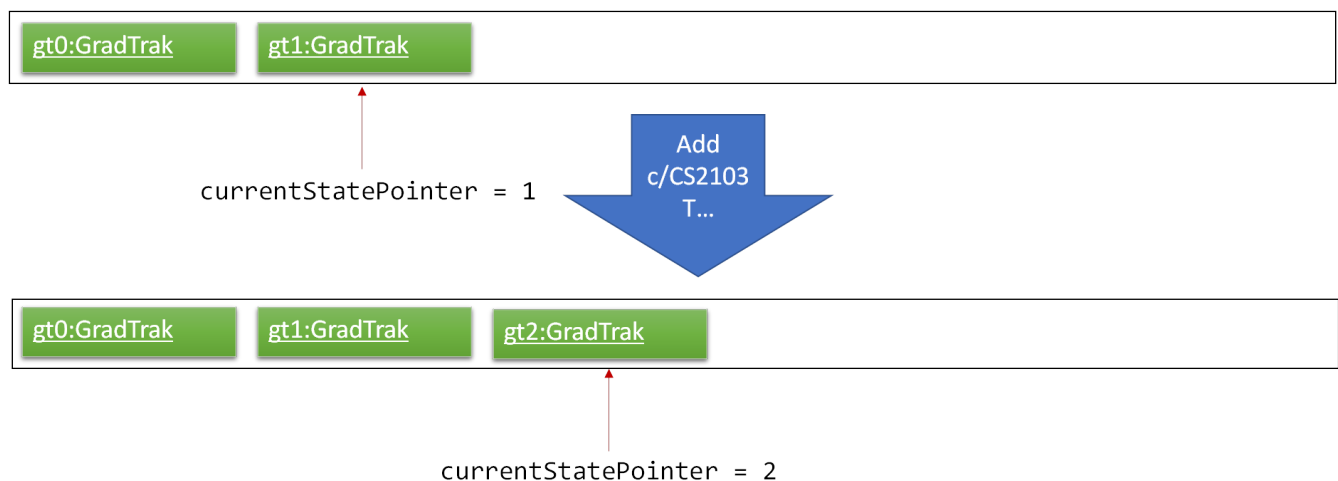 gt0:GradTrak
gt1:GradTrak
currentStatePointer = 1
Add
c/CS2103
T…
gt0:GradTrak
gt1:GradTrak
gt2:GradTrak
currentStatePointer = 2